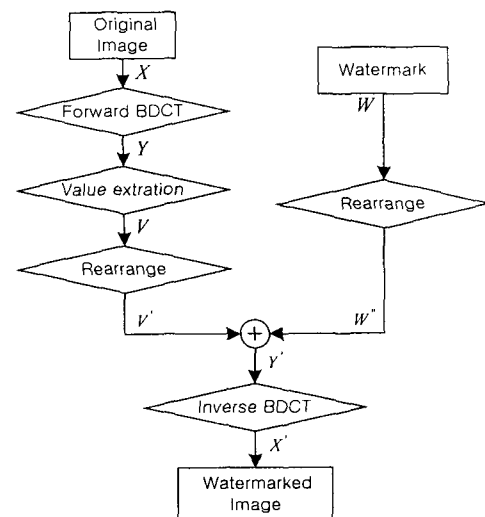 Original
Image
X
Forward BDCT
Y
Value extration
V
Rearrange
V'
Watermark
W
Rearrange
W"
+
Y'
Inverse BDCT
X'
Watermarked
Image